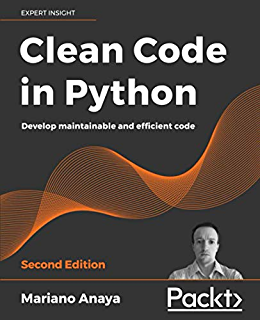 EXPERT INSIGHT
Clean Code
in Python
Develop maintainable and efficient code
Second Edition
Mariano Anaya
Packt>